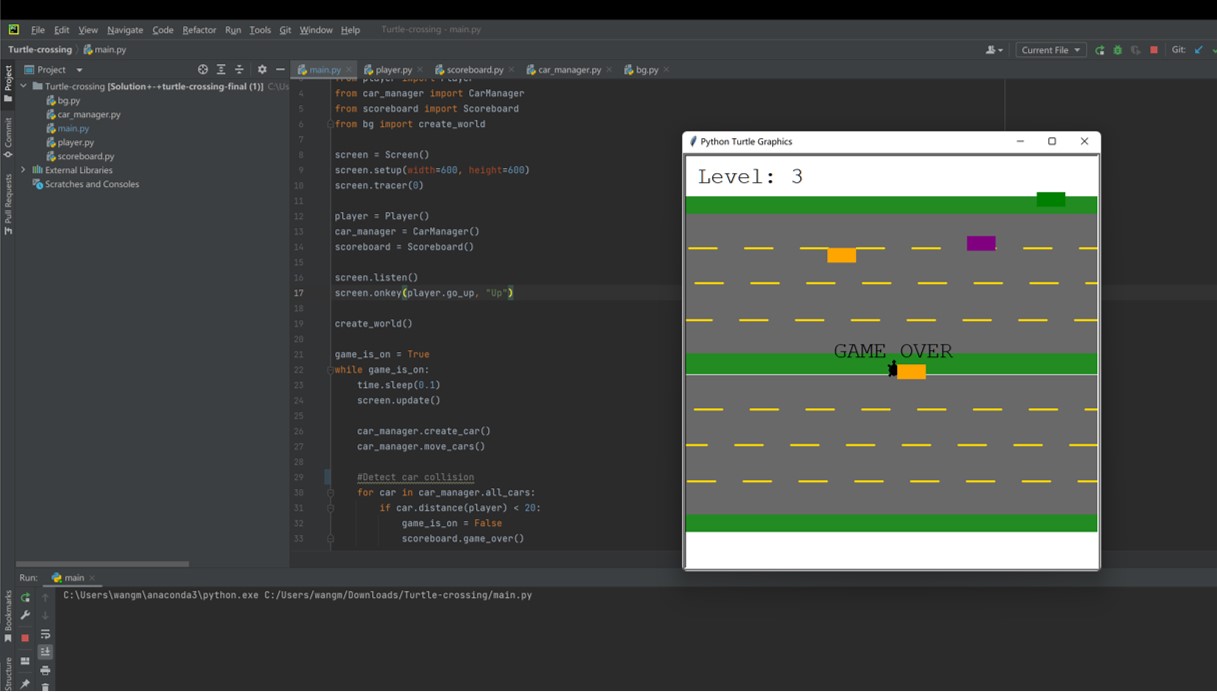 File Edit View Navigate Code Refactor Run Tools Git Window Help Turtle-crossing - main.py
Turtle-crossing main.py Current File Git:
Project main.py player.py scoreboard.py car_manager.py bg.py
Turtle-crossing [Solution+-+turtle-crossing-final (1)] C:\Us
bg.py
car_manager.py
main.py
player.py
scoreboard.py
External Libraries
Scratches and Consoles
Project
Commit
Pull Requests
Bookmarks
Structure
4 from car_manager import CarManager
5 from scoreboard import Scoreboard
6 from bg import create_world
7
8 screen = Screen()
9 screen.setup(width=600, height=600)
10 screen.tracer(0)
11
12 player = Player()
13 car_manager = CarManager()
14 scoreboard = Scoreboard()
15
16 screen.listen()
17 screen.onkey(player.go_up, "Up")
18
19 create_world()
20
21 game_is_on = True
22 while game_is_on:
23 time.sleep(0.1)
24 screen.update()
25
26 car_manager.create_car()
27 car_manager.move_cars()
28
29 #Detect car collision
30 for car in car_manager.all_cars:
31 if car.distance(player) < 20:
32 game_is_on = False
33 scoreboard.game_over()
Python Turtle Graphics
Level: 3
GAME OVER
Run: main
C:\Users\wangm\anaconda3\python.exe C:/Users/wangm/Downloads/Turtle-crossing/main.py